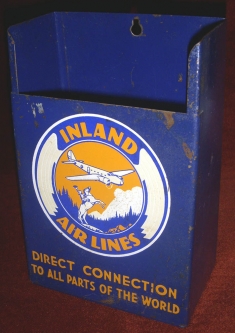 INLAND
AIR LINES
DIRECT CONNECTION
TO ALL PARTS OF THE WORLD